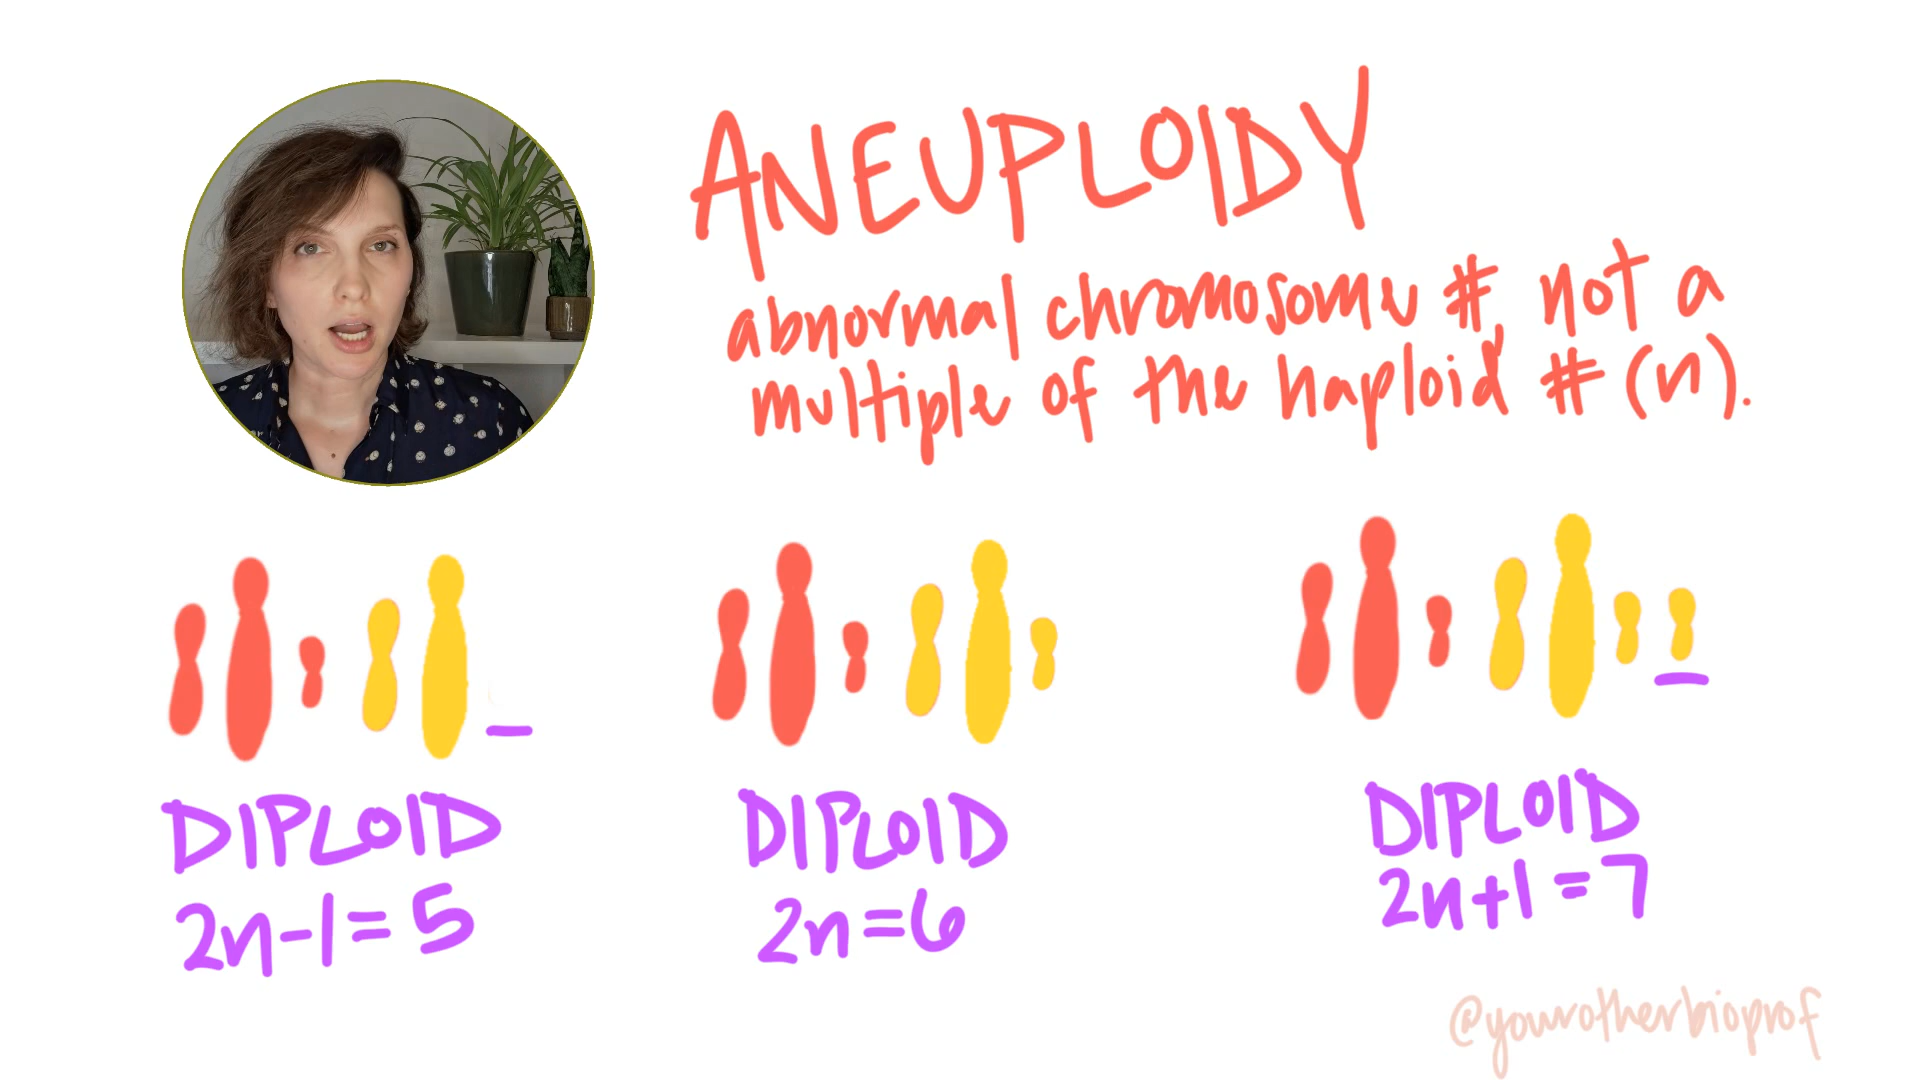 ANEUPLOIDY
abnormal chromosome #, not a
multiple of the haploid # (n).
DIPLOID
2n-1=5
DIPLOID
2n=6
DIPLOID
2n+1=7
@yourotherbioprof